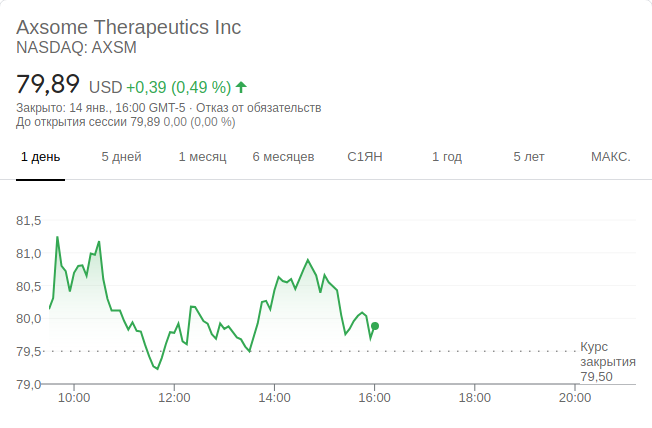 Axsome Therapeutics Inc
NASDAQ: AXSM
79,89 USD +0,39 (0,49 %)
Закрыто: 14 янв., 16:00 GMT-5 · Отказ от обязательств
До открытия сессии 79,89 0,00 (0,00 %)
1 день 5 дней 1 месяц 6 месяцев С1ЯН 1 год 5 лет МАКС.
81,5
81,0
80,5
80,0
79,5
79,0
Курс
закрытия
79,50
10:00 12:00 14:00 16:00 18:00 20:00